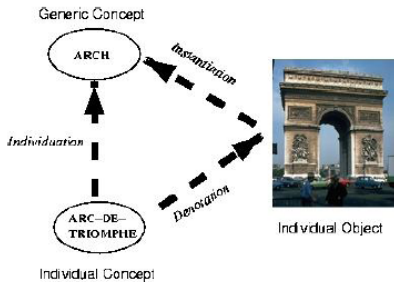 Generic Concept
ARCH
Instantiation
Individuation
ARC-DE-
TRIOMPHE
Denotation
Individual Object
Individual Concept